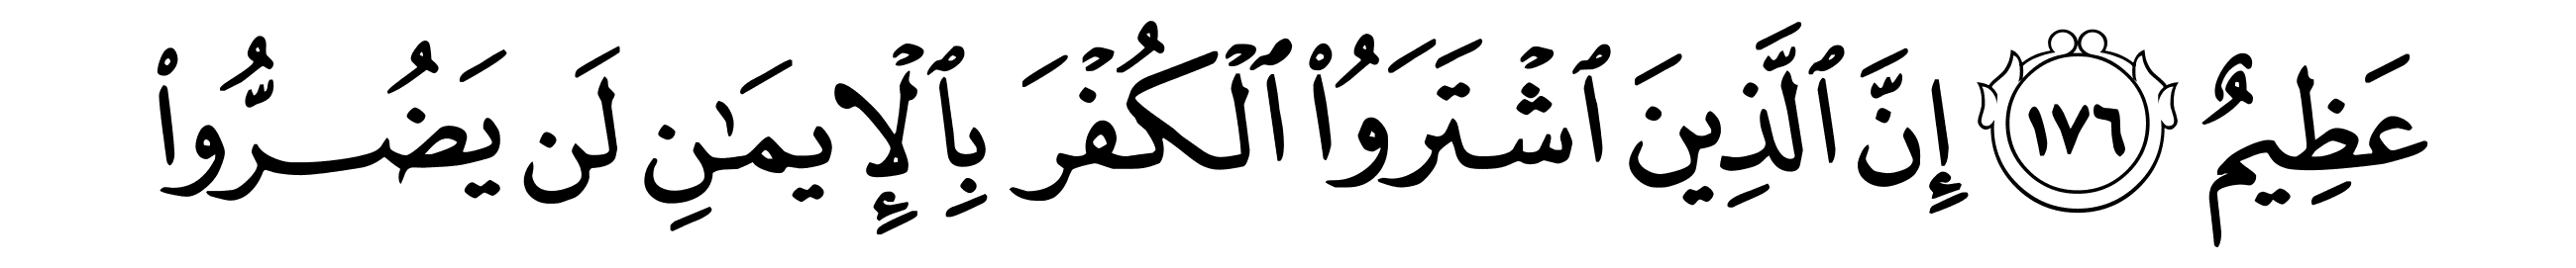 عَظِيمٌ ١٧٦ إِنَّ ٱلَّذِينَ ٱشْتَرَوُا۟ ٱلْكُفْرَ بِٱلْإِيمَـٰنِ لَن يَضُرُّوا۟